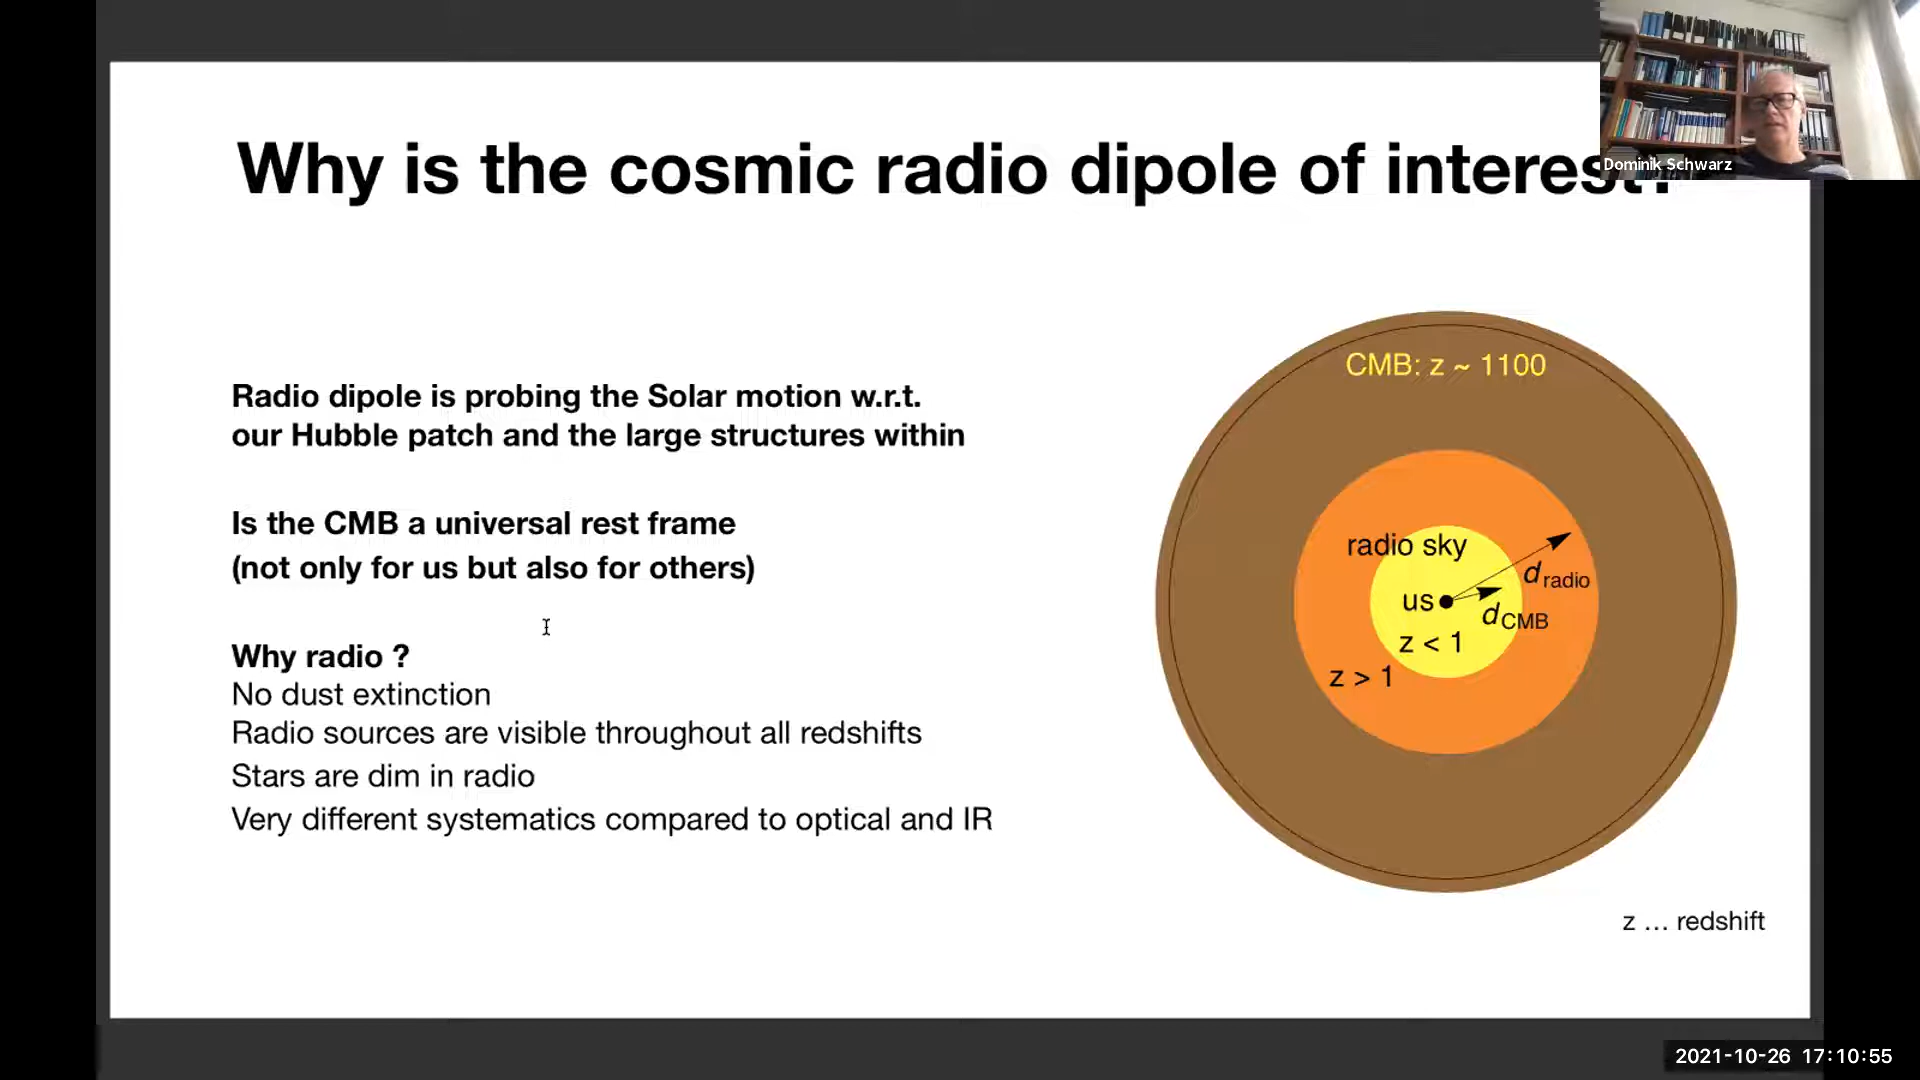 Why is the cosmic radio dipole of interest?
Dominik Schwarz
Radio dipole is probing the Solar motion w.r.t.
our Hubble patch and the large structures within
Is the CMB a universal rest frame
(not only for us but also for others)
Why radio ?
No dust extinction
Radio sources are visible throughout all redshifts
Stars are dim in radio
Very different systematics compared to optical and IR
CMB: z ~ 1100
radio sky
d radio
us
d CMB
z < 1
z > 1
z … redshift
2021-10-26 17:10:55